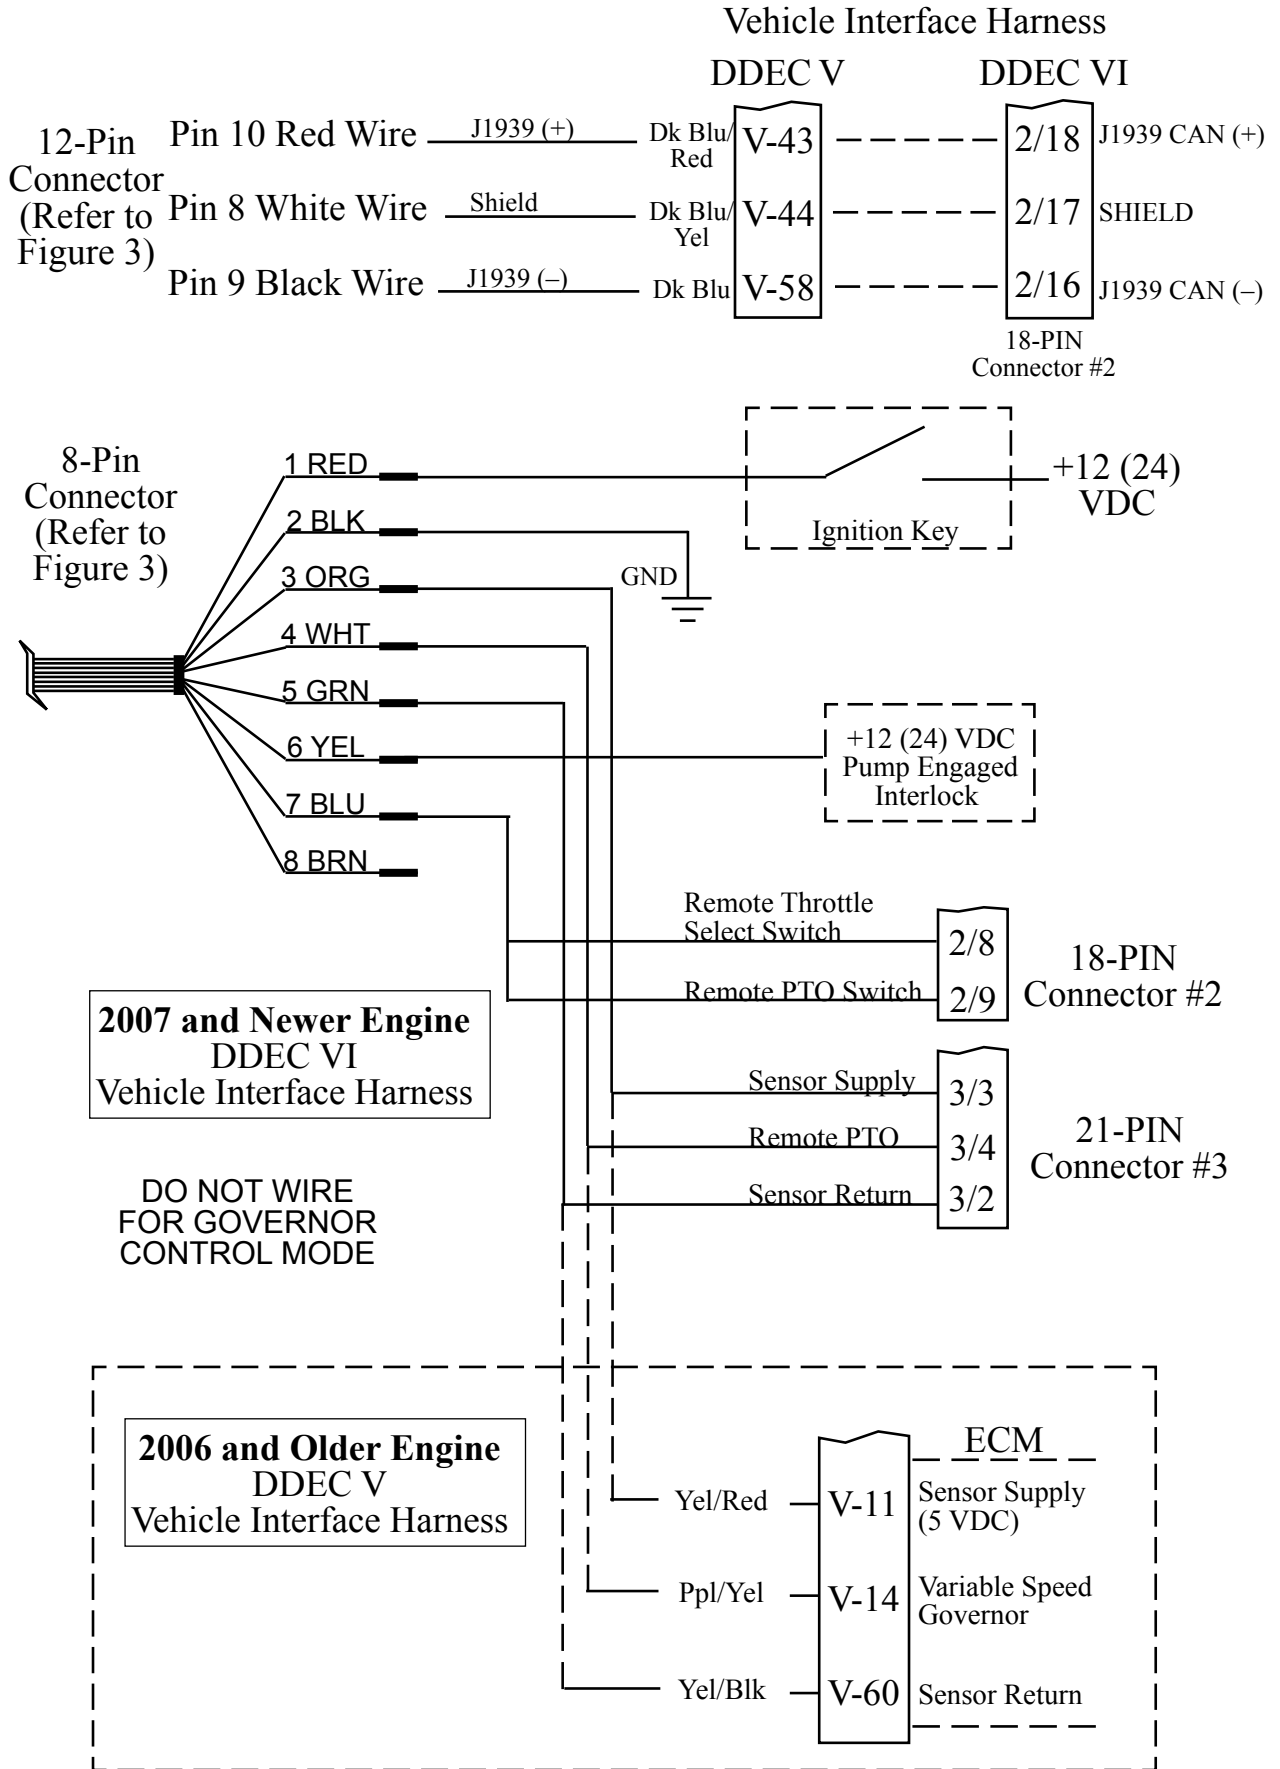 Vehicle Interface Harness
DDEC V
DDEC VI
12-Pin
Connector
(Refer to
Figure 3)
Pin 10 Red Wire
J1939 (+)
Dk Blu/
Red
V-43
2/18
J1939 CAN (+)
Pin 8 White Wire
Shield
Dk Blu/
Yel
V-44
2/17
SHIELD
Pin 9 Black Wire
J1939 (–)
Dk Blu
V-58
2/16
J1939 CAN (–)
18-PIN
Connector #2
8-Pin
Connector
(Refer to
Figure 3)
1 RED
2 BLK
3 ORG
4 WHT
5 GRN
6 YEL
7 BLU
8 BRN
Ignition Key
+12 (24)
VDC
GND
+12 (24) VDC
Pump Engaged
Interlock
Remote Throttle
Select Switch
2/8
Remote PTO Switch
2/9
18-PIN
Connector #2
2007 and Newer Engine
DDEC VI
Vehicle Interface Harness
Sensor Supply
3/3
Remote PTO
3/4
Sensor Return
3/2
21-PIN
Connector #3
DO NOT WIRE
FOR GOVERNOR
CONTROL MODE
2006 and Older Engine
DDEC V
Vehicle Interface Harness
ECM
Yel/Red
V-11
Sensor Supply
(5 VDC)
Ppl/Yel
V-14
Variable Speed
Governor
Yel/Blk
V-60
Sensor Return